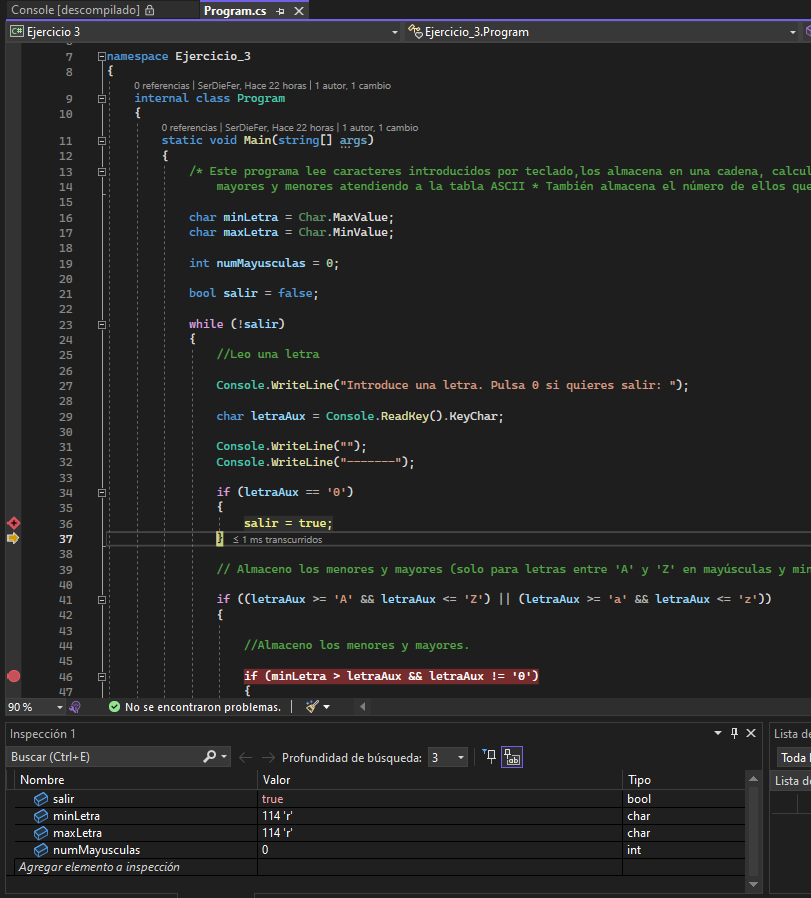 Console [descompilado]
Program.cs
C# Ejercicio 3
Ejercicio_3.Program
7 namespace Ejercicio_3
8 {
0 referencias | SerDieFer, Hace 22 horas | 1 autor, 1 cambio
9 internal class Program
10 {
0 referencias | SerDieFer, Hace 22 horas | 1 autor, 1 cambio
11 static void Main(string[] args)
12 {
13 /* Este programa lee caracteres introducidos por teclado,los almacena en una cadena, calcul
14 mayores y menores atendiendo a la tabla ASCII * También almacena el número de ellos que
15
16 char minLetra = Char.MaxValue;
17 char maxLetra = Char.MinValue;
18
19 int numMayusculas = 0;
20
21 bool salir = false;
22
23 while (!salir)
24 {
25 //Leo una letra
26
27 Console.WriteLine("Introduce una letra. Pulsa 0 si quieres salir: ");
28
29 char letraAux = Console.ReadKey().KeyChar;
30
31 Console.WriteLine("");
32 Console.WriteLine("-------");
33
34 if (letraAux == '0')
35 {
36 salir = true;
37 } ≤ 1 ms transcurridos
38
39 // Almaceno los menores y mayores (solo para letras entre 'A' y 'Z' en mayúsculas y min
40
41 if ((letraAux >= 'A' && letraAux <= 'Z') || (letraAux >= 'a' && letraAux <= 'z'))
42 {
43
44 //Almaceno los menores y mayores.
45
46 if (minLetra > letraAux && letraAux != '0')
47 {
90 %
No se encontraron problemas.
Inspección 1
Lista de
Buscar (Ctrl+E)
Profundidad de búsqueda: 3
Toda l
Nombre Valor Tipo
Lista de
salir true bool
minLetra 114 'r' char
maxLetra 114 'r' char
numMayusculas 0 int
Agregar elemento a inspección